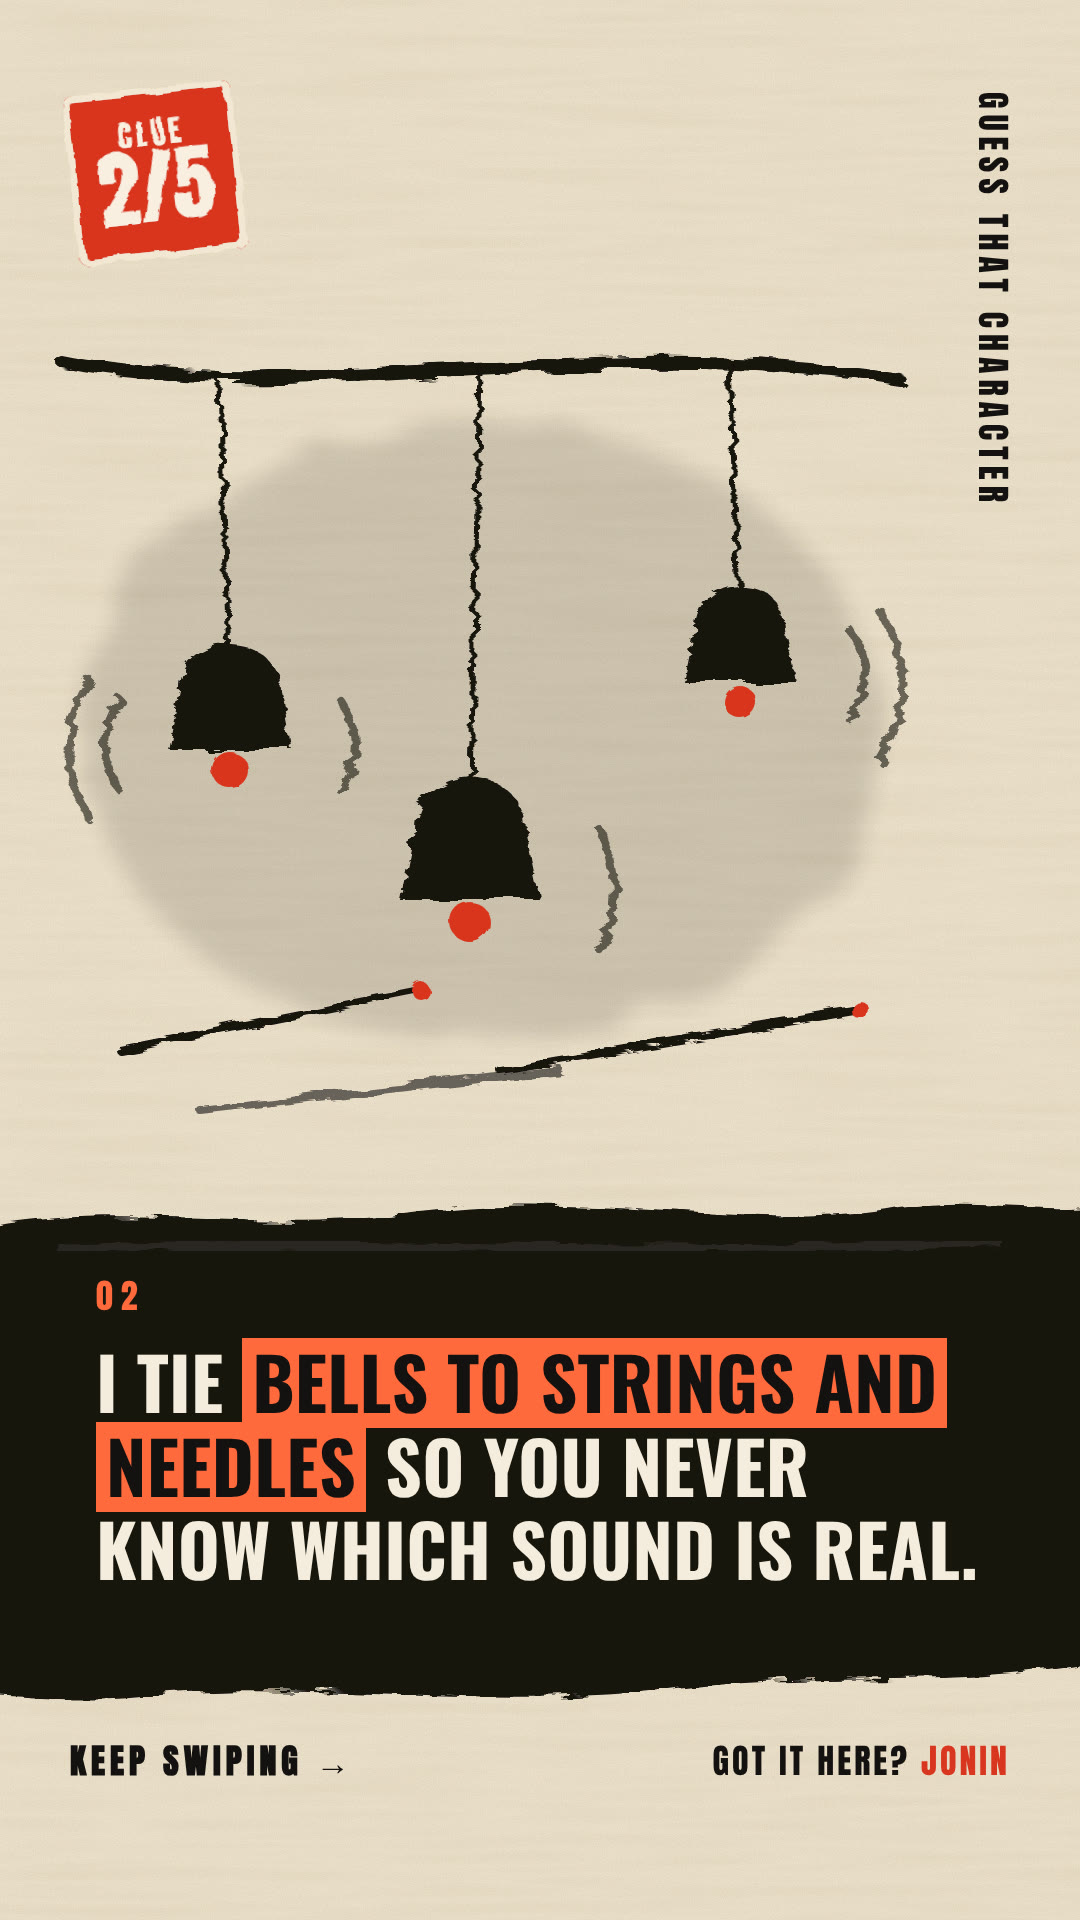 CLUE
2/5
GUESS THAT CHARACTER
02
I TIE BELLS TO STRINGS AND
NEEDLES SO YOU NEVER
KNOW WHICH SOUND IS REAL.
KEEP SWIPING →
GOT IT HERE? JONIN